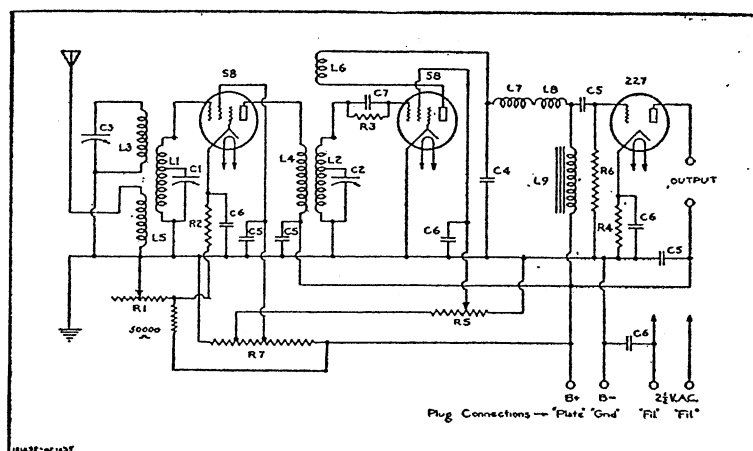 58
58
227
L6
C7
R3
L7
L8
C5
C3
L3
L1
C1
L4
L2
C2
C4
L9
R6
OUTPUT
L5
R2
C6
C5
C5
C6
R4
C6
C5
R1
50000
Ω
R7
R5
C6
B+
B-
2½V.A.C.
Plug Connections → "Plate" "Grid" "Fil" "Fil"